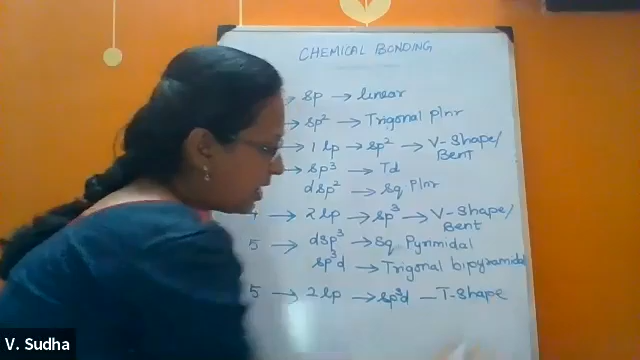 CHEMICAL BONDING
→ sp → linear
→ sp² → Trigonal plnr
→ 1 lp → sp² → V-Shape/
Bent
→ sp³ → Td
dsp² → Sq Plnr
4 → 2 lp → sp³ → V-Shape/
Bent
5 → dsp³ → Sq Pyrmidal
sp³d → Trigonal bipyramidal
5 → 2 lp → sp³d — T-Shape
V. Sudha